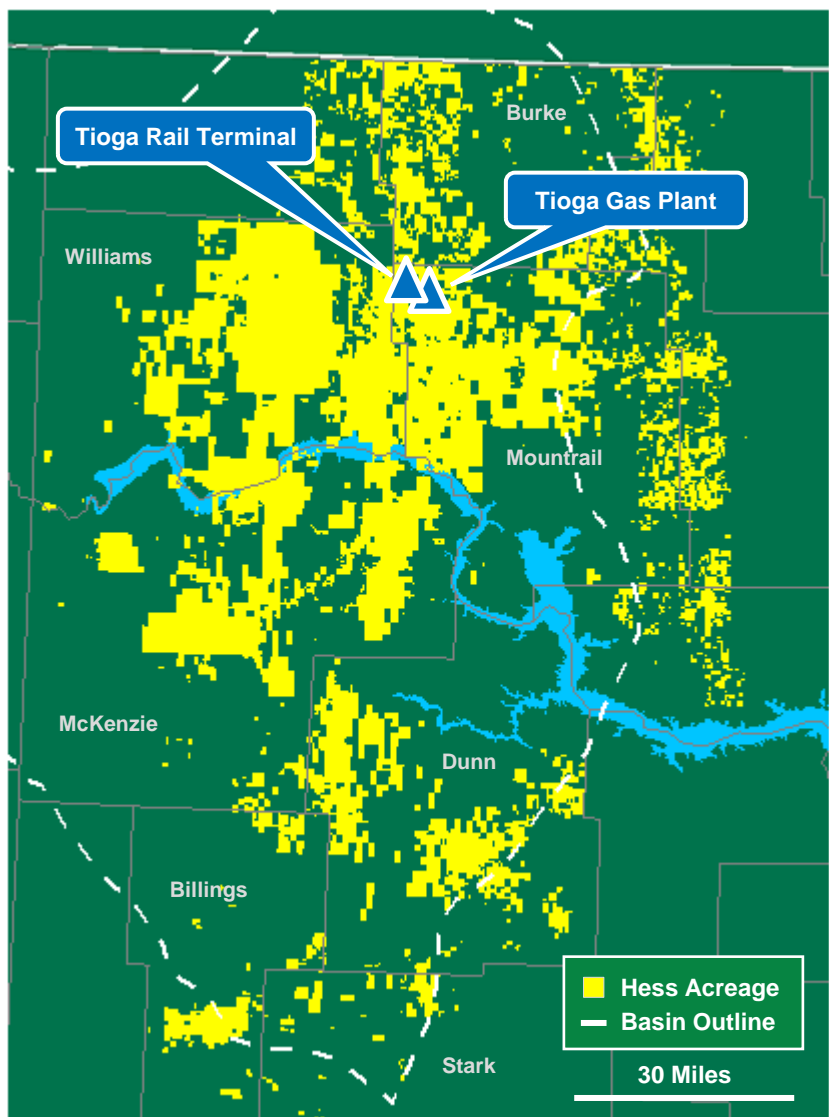 Burke
Tioga Rail Terminal
Tioga Gas Plant
Williams
Mountrail
McKenzie
Dunn
Billings
Hess Acreage
Basin Outline
Stark
30 Miles